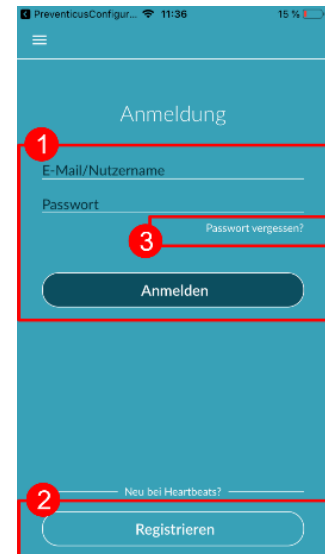 PreventicusConfigur... 11:36 15 %
Anmeldung
1
E-Mail/Nutzername
Passwort
3
Passwort vergessen?
Anmelden
2
Neu bei Heartbeats?
Registrieren